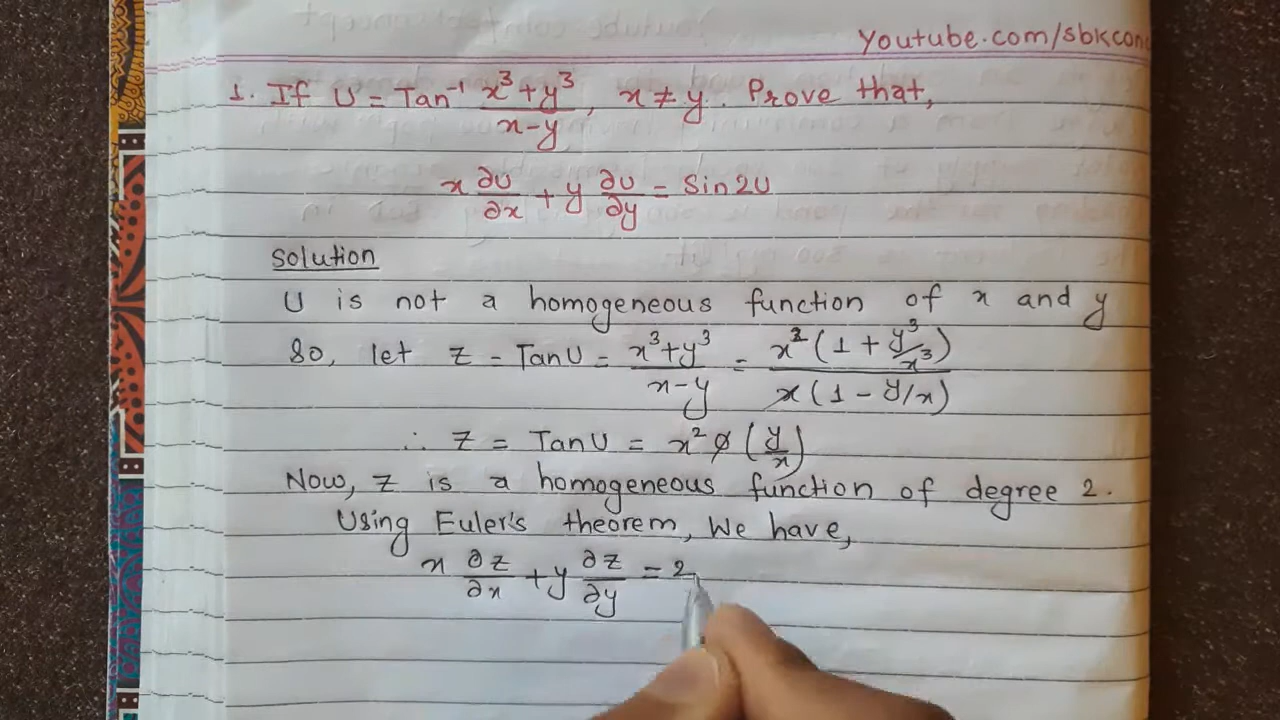 Youtube.com/sbkconc
1. If U = Tan⁻¹ (x³+y³)/(x-y), x ≠ y. Prove that,
x ∂U/∂x + y ∂U/∂y = Sin2U
Solution
U is not a homogeneous function of x and y
So, let Z = TanU = (x³+y³)/(x-y) = x³(1 + y³/x³)/x(1 - y/x)
∴ Z = TanU = x² φ (y/x)
Now, Z is a homogeneous function of degree 2.
Using Euler's theorem, We have,
x ∂Z/∂x + y ∂Z/∂y = 2